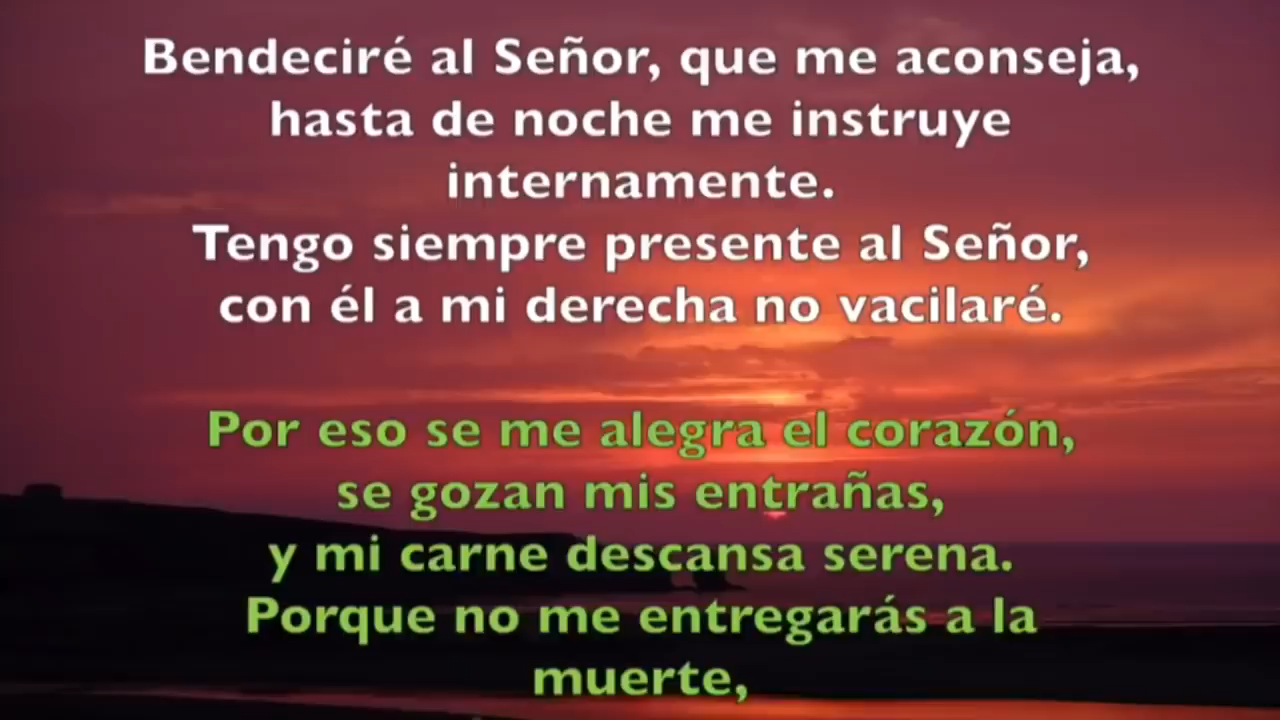 Bendeciré al Señor, que me aconseja,
hasta de noche me instruye
internamente.
Tengo siempre presente al Señor,
con él a mi derecha no vacilaré.
Por eso se me alegra el corazón,
se gozan mis entrañas,
y mi carne descansa serena.
Porque no me entregarás a la
muerte,